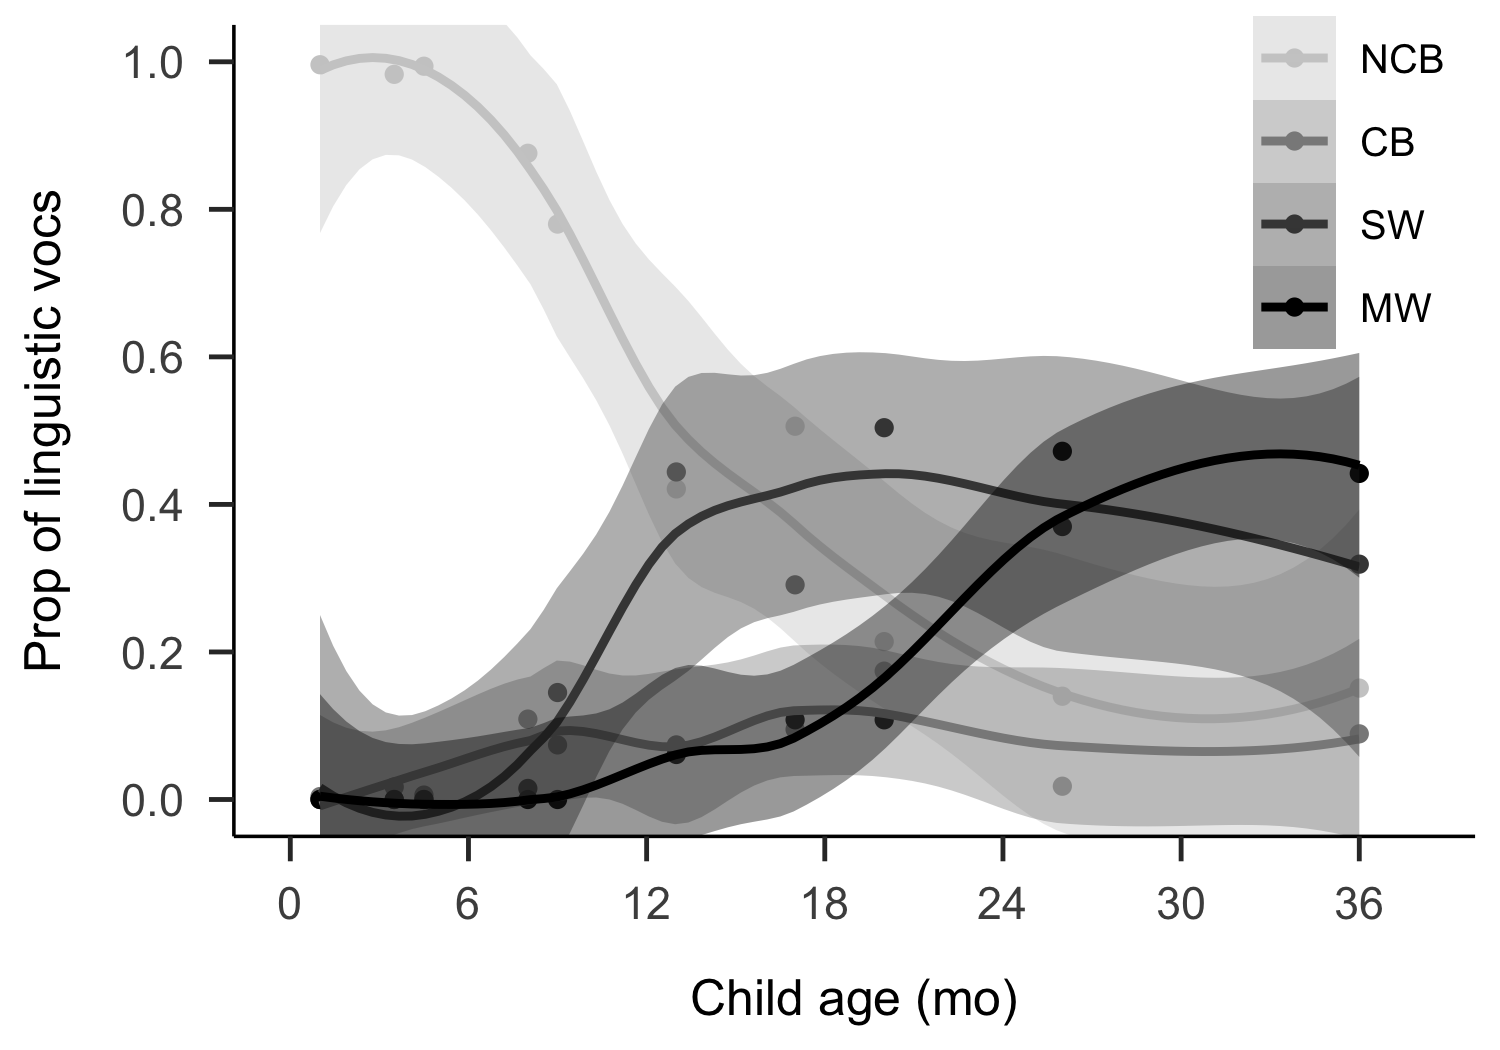 Prop of linguistic vocs
1.0
0.8
0.6
0.4
0.2
0.0
0 6 12 18 24 30 36
Child age (mo)
NCB
CB
SW
MW